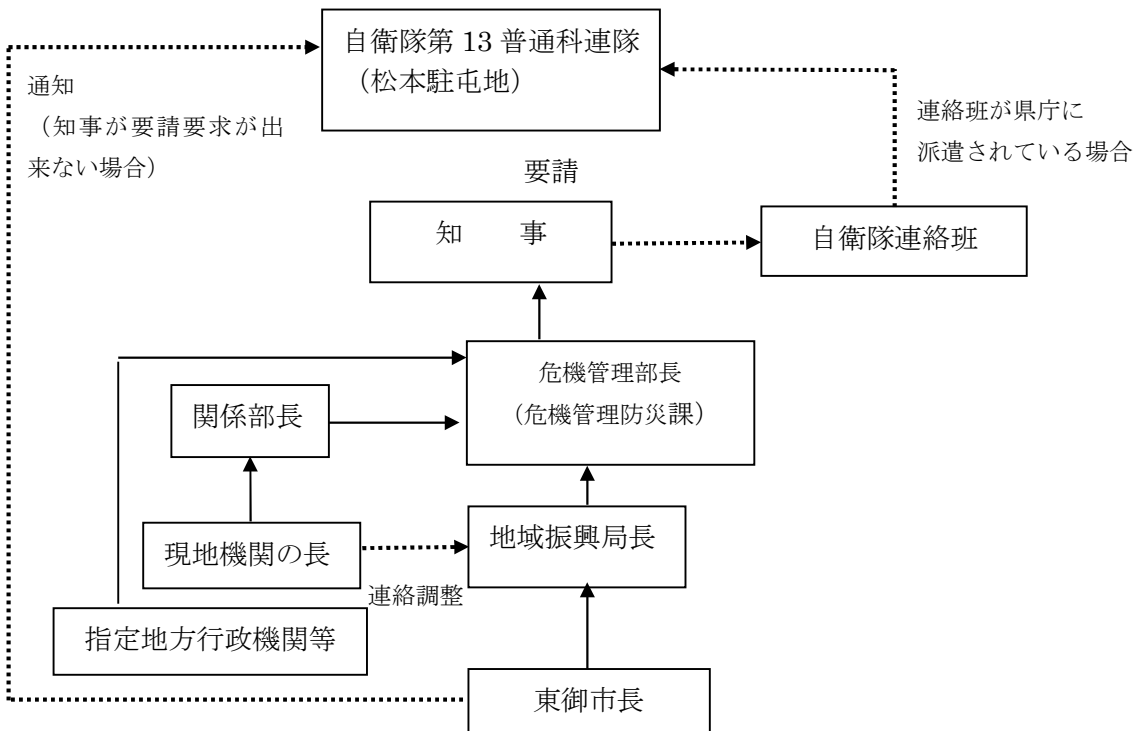 自衛隊第 13 普通科連隊
（松本駐屯地）
通知
（知事が要請要求が出
来ない場合）
連絡班が県庁に
派遣されている場合
要請
知　　事
自衛隊連絡班
危機管理部長
（危機管理防災課）
関係部長
現地機関の長
地域振興局長
連絡調整
指定地方行政機関等
東御市長